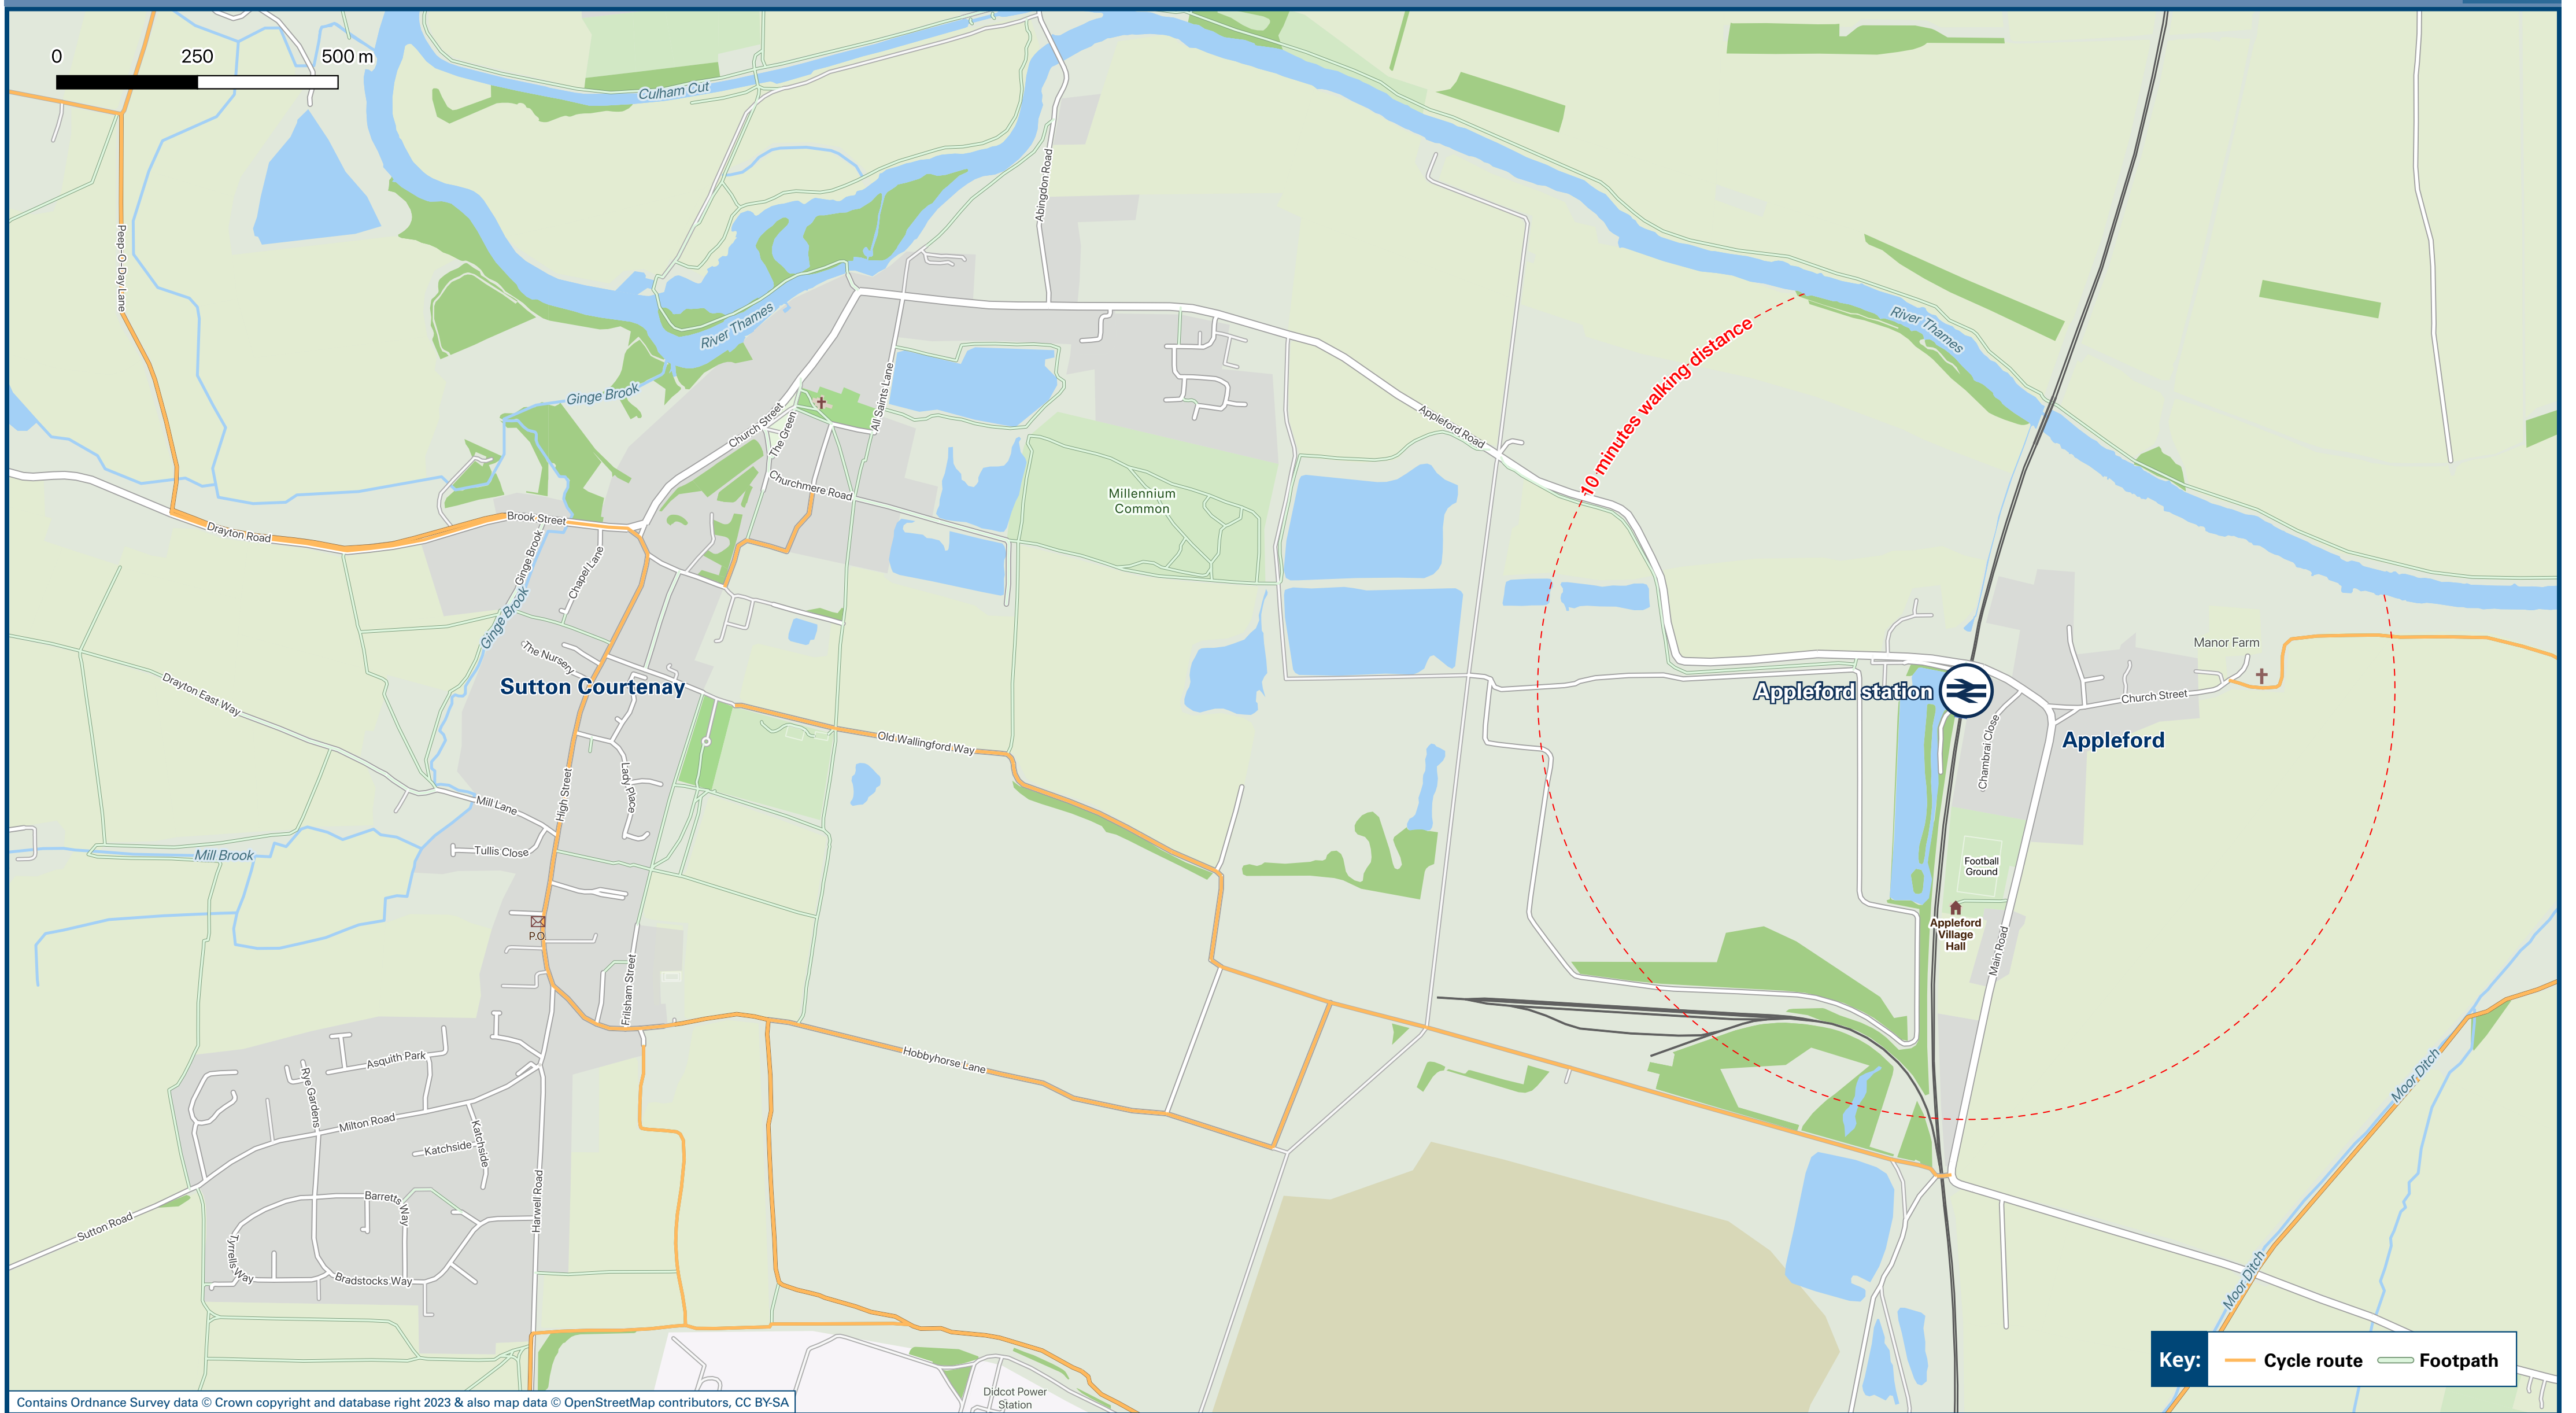 0 250 500 m
Culham Cut
Abingdon Road
Peep-O-Day Lane
River Thames
River Thames
10 minutes walking distance
Ginge Brook
All Saints Lane
Church Street
The Green
Appleford Road
Churchmere Road
Millennium
Common
Brook Street
Drayton Road
Ginge Brook
Chapel Lane
Ginge Brook
The Nursery
Manor Farm
Sutton Courtenay
Appleford station
Drayton East Way
Church Street
Old Wallingford Way
Appleford
Chambrai Close
High Street
Lady Place
Mill Lane
Tullis Close
Mill Brook
Football
Ground
P.O.
Appleford
Village
Hall
Main Road
Frilsham Street
Hobbyhorse Lane
Asquith Park
Rye Gardens
Milton Road
Katchside
Katchside
Moor Ditch
Harwell Road
Barretts Way
Sutton Road
Tyrrells Way
Bradstocks Way
Moor Ditch
Key: Cycle route Footpath
Didcot Power
Station
Contains Ordnance Survey data © Crown copyright and database right 2023 & also map data © OpenStreetMap contributors, CC BY-SA